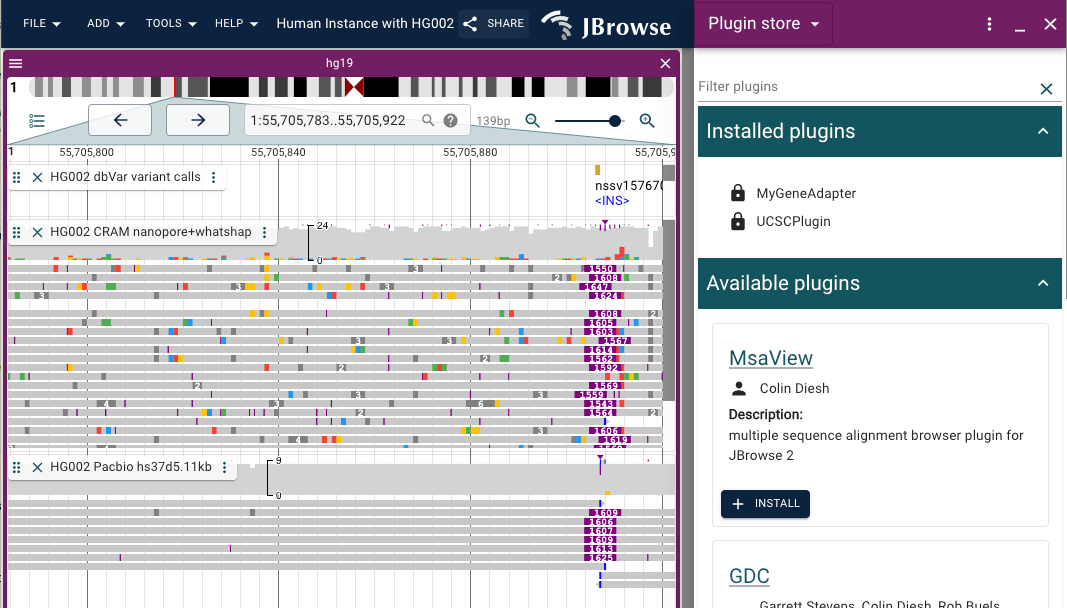 FILE ADD TOOLS HELP Human Instance with HG002 SHARE JBrowse
Plugin store
hg19
1
1:55,705,783..55,705,922 139bp
1 55,705,800 55,705,840 55,705,880 55,705,9
HG002 dbVar variant calls
nssv157670
<INS>
HG002 CRAM nanopore+whatshap
24
0
3 1550
2 1608
3 3 1647
3 1624
1608 2
1605
1603
3 3 1567
1614
2 1562
2 1592
2 1569
3 3 1559
4 3 6 1543
2 1564 2
3 1606
4 1619
HG002 Pacbio hs37d5.11kb
9
0
1609
1606
1607
1609
1613
1625
Filter plugins
Installed plugins
MyGeneAdapter
UCSCPlugin
Available plugins
MsaView
Colin Diesh
Description:
multiple sequence alignment browser plugin for
JBrowse 2
INSTALL
GDC
Garrett Stevens, Colin Diesh, Rob Buels